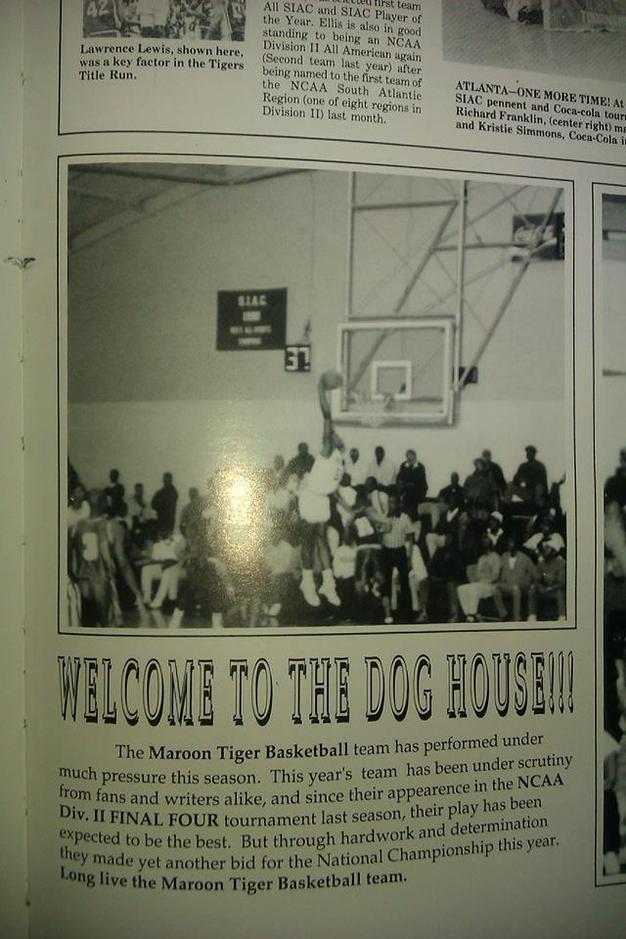 42
Lawrence Lewis, shown here,
was a key factor in the Tigers
Title Run.
selected first team
All SIAC and SIAC Player of
the Year. Ellis is also in good
standing to being an NCAA
Division II All American again
(Second team last year) after
being named to the first team of
the NCAA South Atlantic
Region (one of eight regions in
Division II) last month.
ATLANTA—ONE MORE TIME! At
SIAC pennent and Coca-cola tour
Richard Franklin, (center right)
and Kristie Simmons, Coca-Cola
S.I.A.C.
37
WELCOME TO THE DOG HOUSE!!!
The Maroon Tiger Basketball team has performed under
much pressure this season. This year's team has been under scrutiny
from fans and writers alike, and since their appearence in the NCAA
Div. II FINAL FOUR tournament last season, their play has been
expected to be the best. But through hardwork and determination
they made yet another bid for the National Championship this year.
Long live the Maroon Tiger Basketball team.